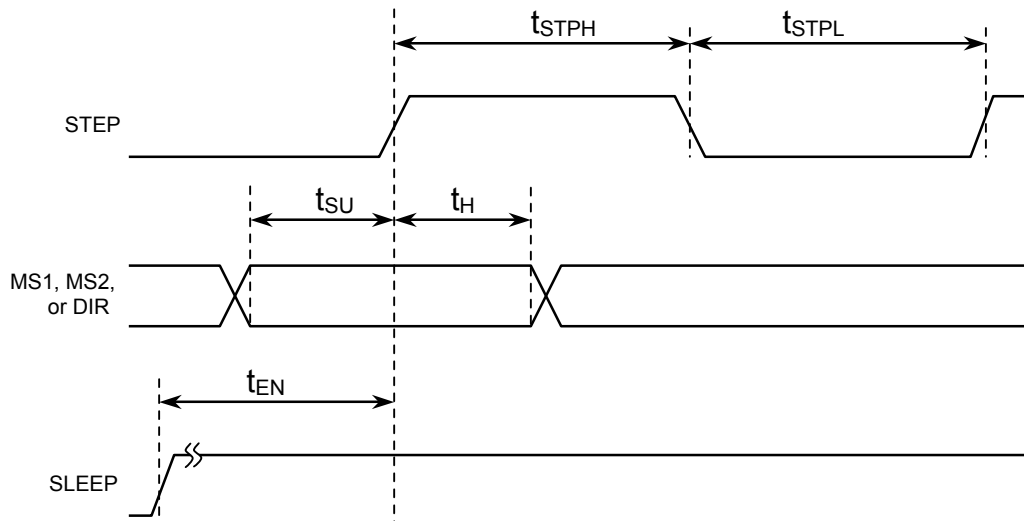 tSTPH
tSTPL
STEP
tSU
tH
MS1, MS2,
or DIR
tEN
SLEEP